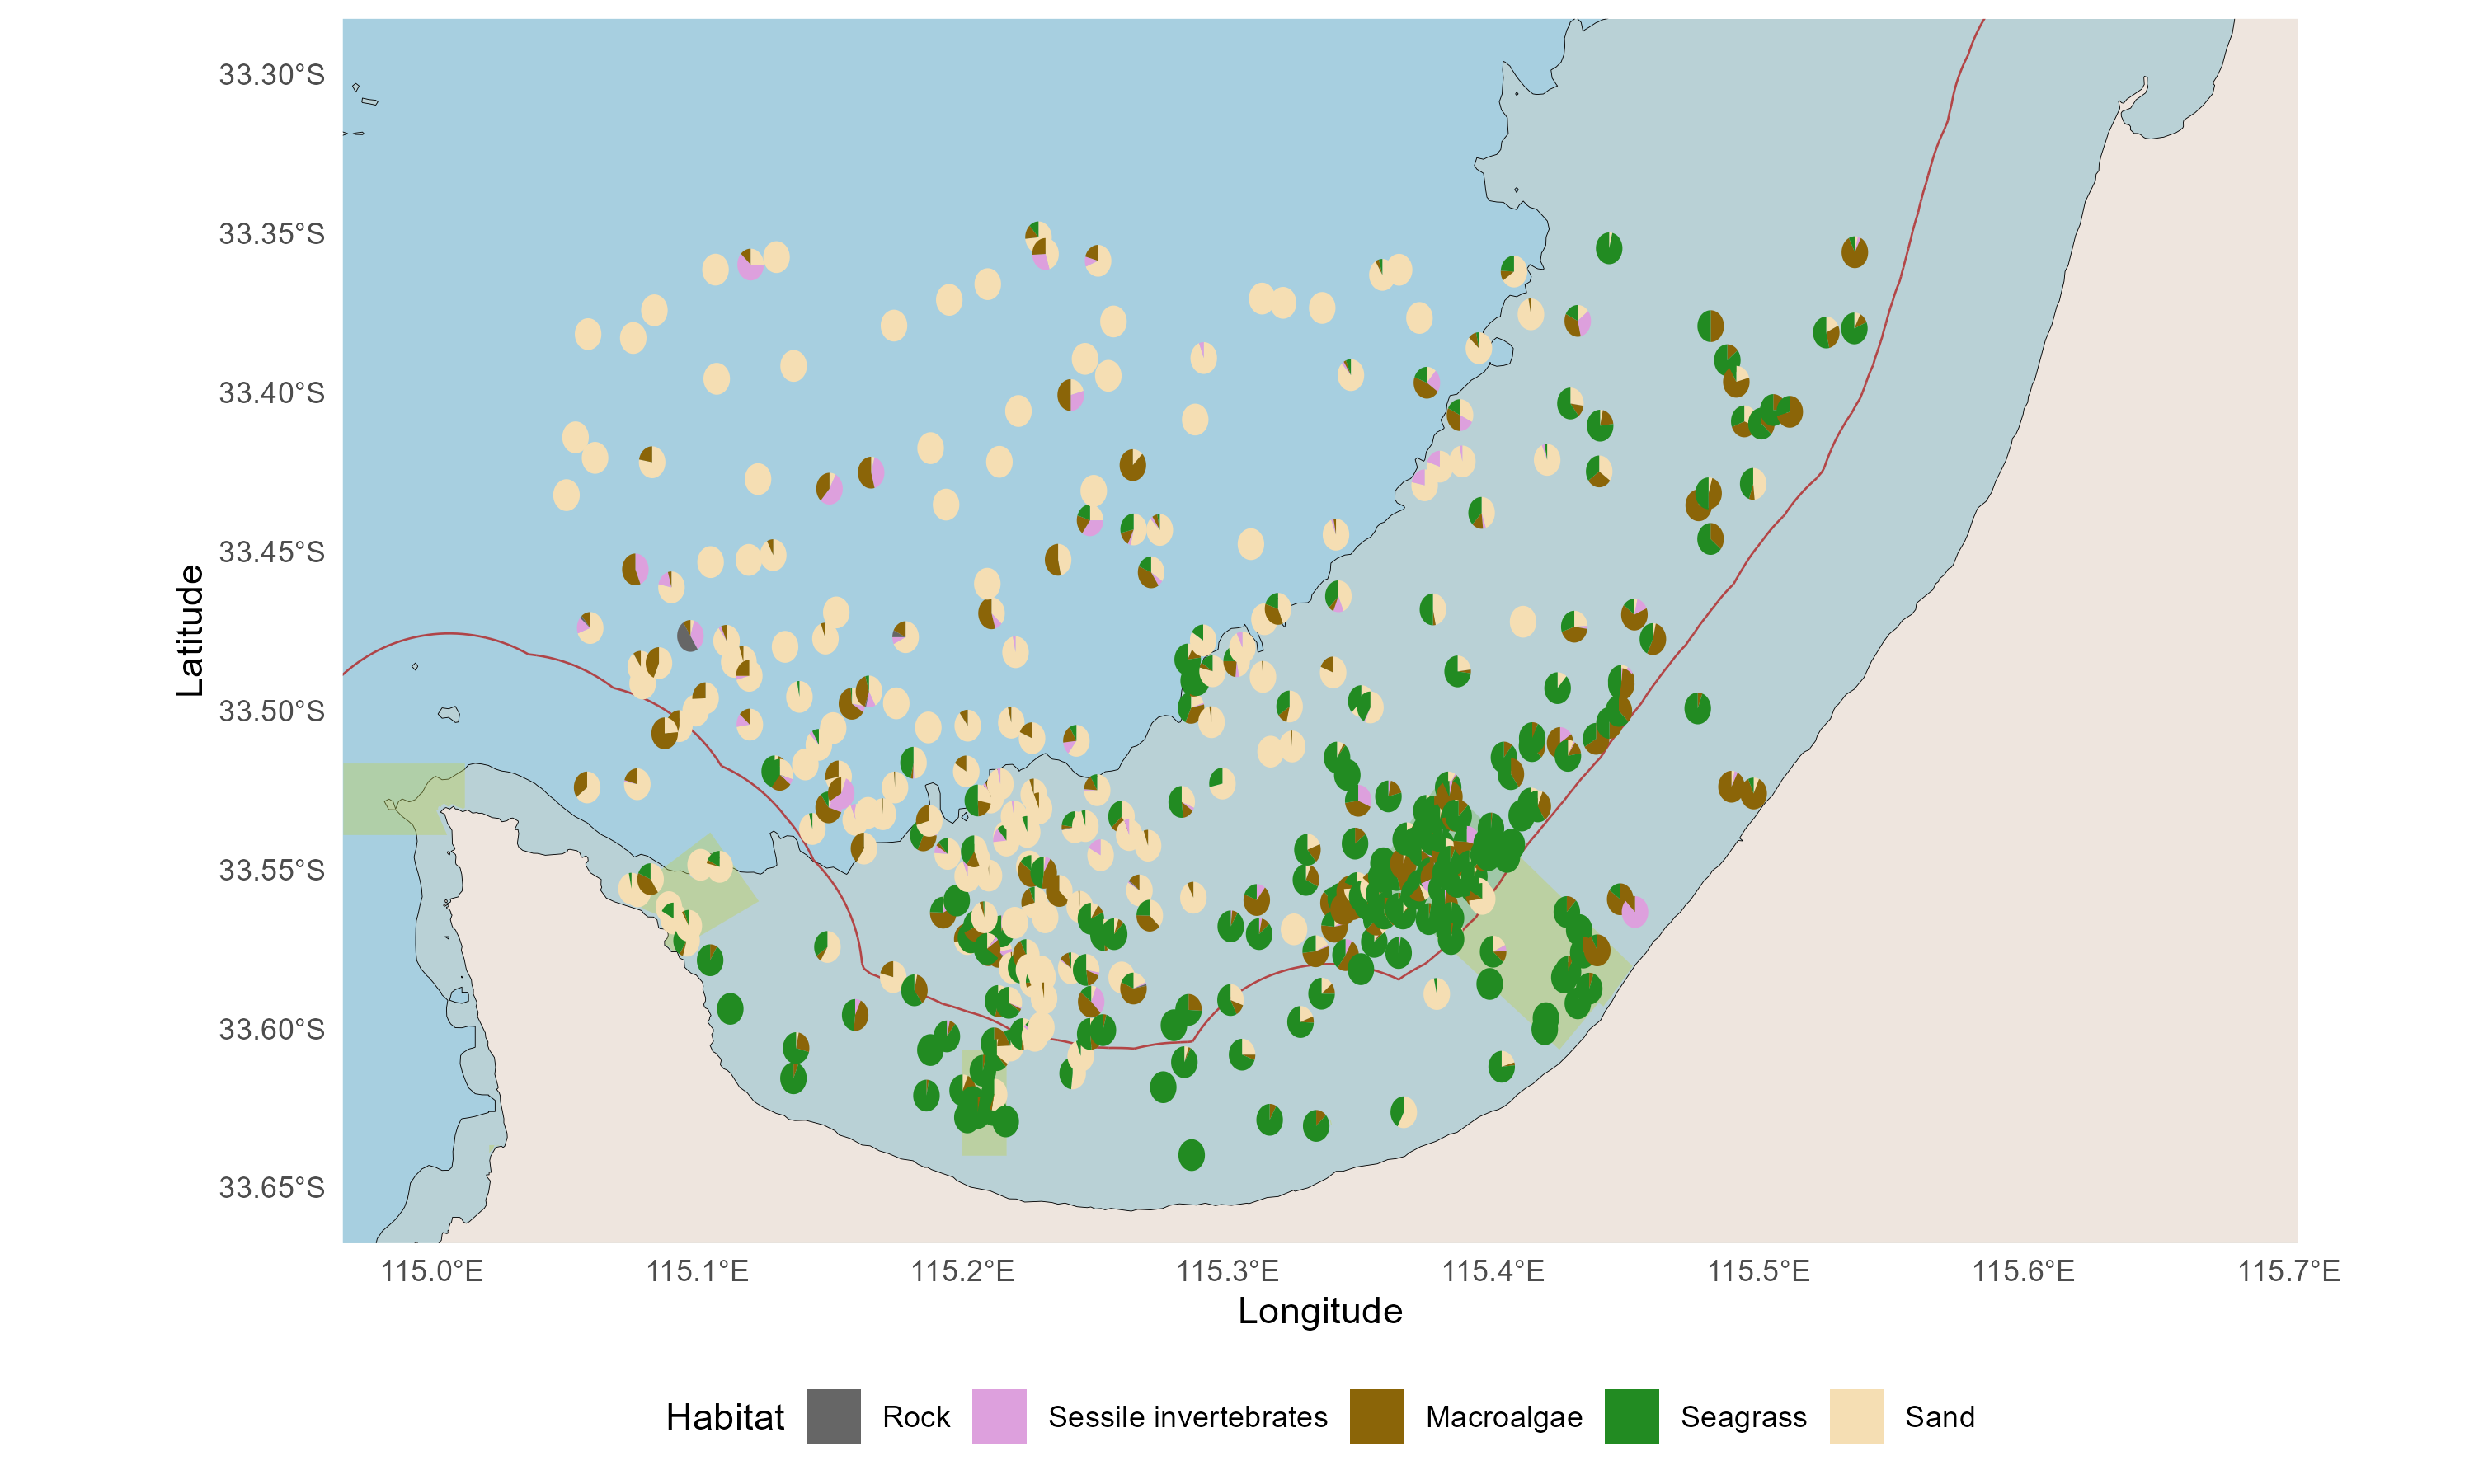 33.30°S
33.35°S
33.40°S
33.45°S
33.50°S
33.55°S
33.60°S
33.65°S
Latitude
115.0°E 115.1°E 115.2°E 115.3°E 115.4°E 115.5°E 115.6°E 115.7°E
Longitude
Habitat Rock Sessile invertebrates Macroalgae Seagrass Sand